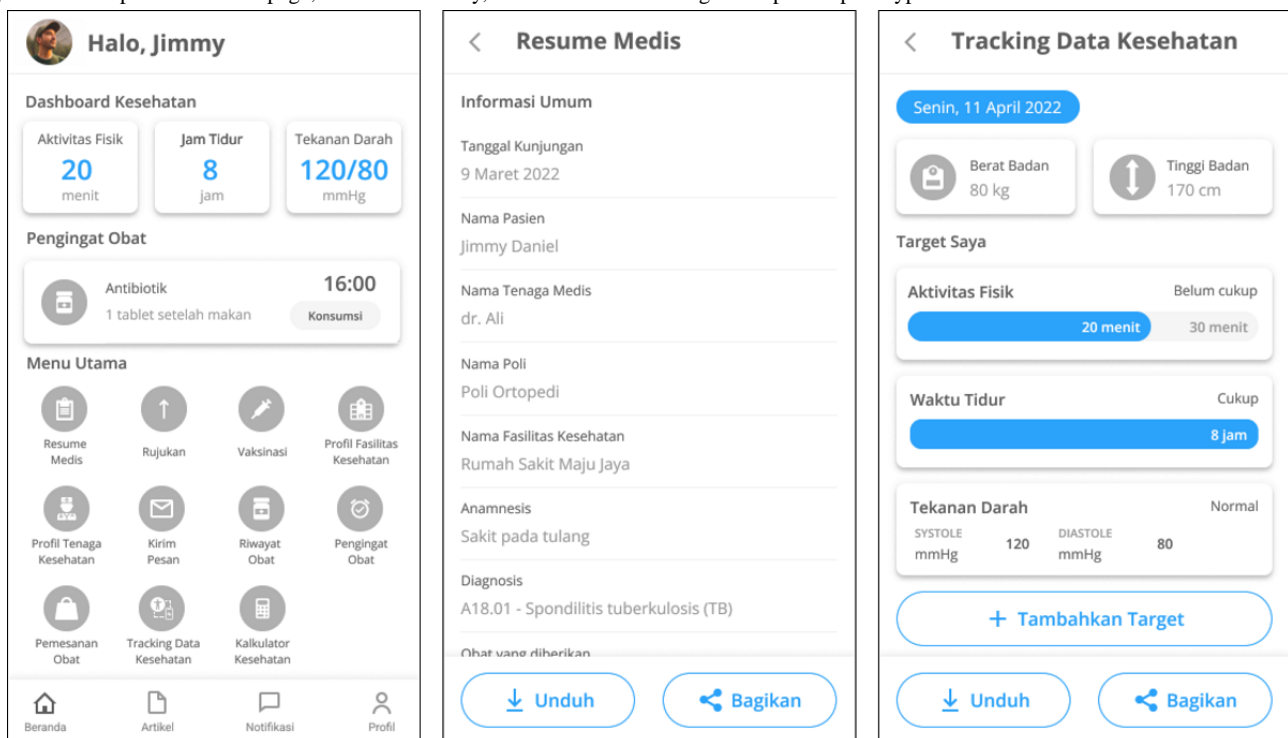 Halo, Jimmy
Dashboard Kesehatan
Aktivitas Fisik
20
menit
Jam Tidur
8
jam
Tekanan Darah
120/80
mmHg
Pengingat Obat
Antibiotik
1 tablet setelah makan
16:00
Konsumsi
Menu Utama
Resume
Medis
Rujukan
Vaksinasi
Profil Fasilitas
Kesehatan
Profil Tenaga
Kesehatan
Kirim
Pesan
Riwayat
Obat
Pengingat
Obat
Pemesanan
Obat
Tracking Data
Kesehatan
Kalkulator
Kesehatan
Beranda
Artikel
Notifikasi
Profil
Resume Medis
Informasi Umum
Tanggal Kunjungan
9 Maret 2022
Nama Pasien
Jimmy Daniel
Nama Tenaga Medis
dr. Ali
Nama Poli
Poli Ortopedi
Nama Fasilitas Kesehatan
Rumah Sakit Maju Jaya
Anamnesis
Sakit pada tulang
Diagnosis
A18.01 - Spondilitis tuberkulosis (TB)
Obat yang diberikan
Unduh
Bagikan
Tracking Data Kesehatan
Senin, 11 April 2022
Berat Badan
80 kg
Tinggi Badan
170 cm
Target Saya
Aktivitas Fisik
Belum cukup
20 menit
30 menit
Waktu Tidur
Cukup
8 jam
Tekanan Darah
Normal
SYSTOLE
mmHg
120
DIASTOLE
mmHg
80
+ Tambahkan Target
Unduh
Bagikan